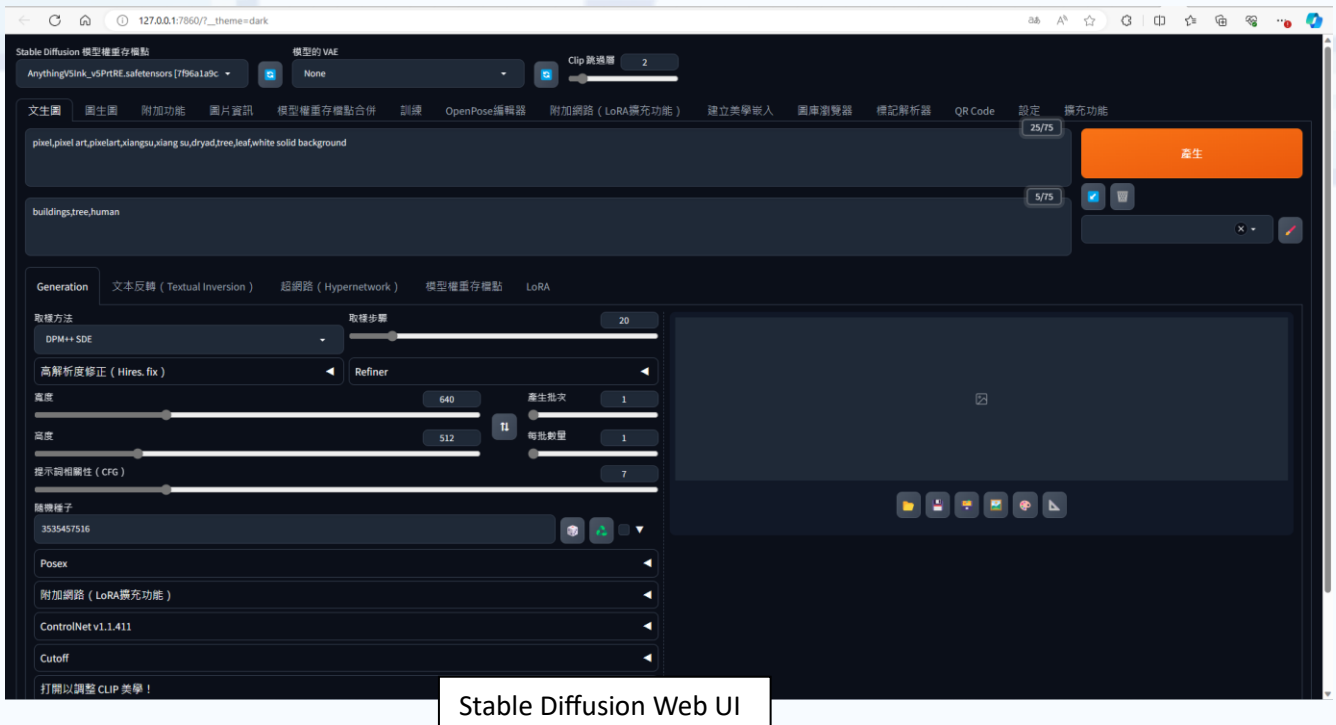 127.0.0.1:7860/?__theme=dark
Stable Diffusion 模型權重存檔點
模型的 VAE
Clip 跳過層
2
AnythingV5Ink_v5PrtRE.safetensors [7f96a1a9c
None
文生圖 圖生圖 附加功能 圖片資訊 模型權重存檔點合併 訓練 OpenPose編輯器 附加網路(LoRA擴充功能) 建立美學嵌入 圖庫瀏覽器 標記解析器 QR Code 設定 擴充功能
25/75
pixel,pixel art,pixelart,xiangsu,xiang su,dryad,tree,leaf,white solid background
產生
5/75
buildings,tree,human
Generation 文本反轉(Textual Inversion) 超網路(Hypernetwork) 模型權重存檔點 LoRA
取樣方法
取樣步驟
20
DPM++ SDE
高解析度修正(Hires. fix)
Refiner
寬度
640
產生批次
1
高度
512
每批數量
1
提示詞相關性(CFG)
7
隨機種子
3535457516
Posex
附加網路(LoRA擴充功能)
ControlNet v1.1.411
Cutoff
打開以調整 CLIP 美學!
Stable Diffusion Web UI